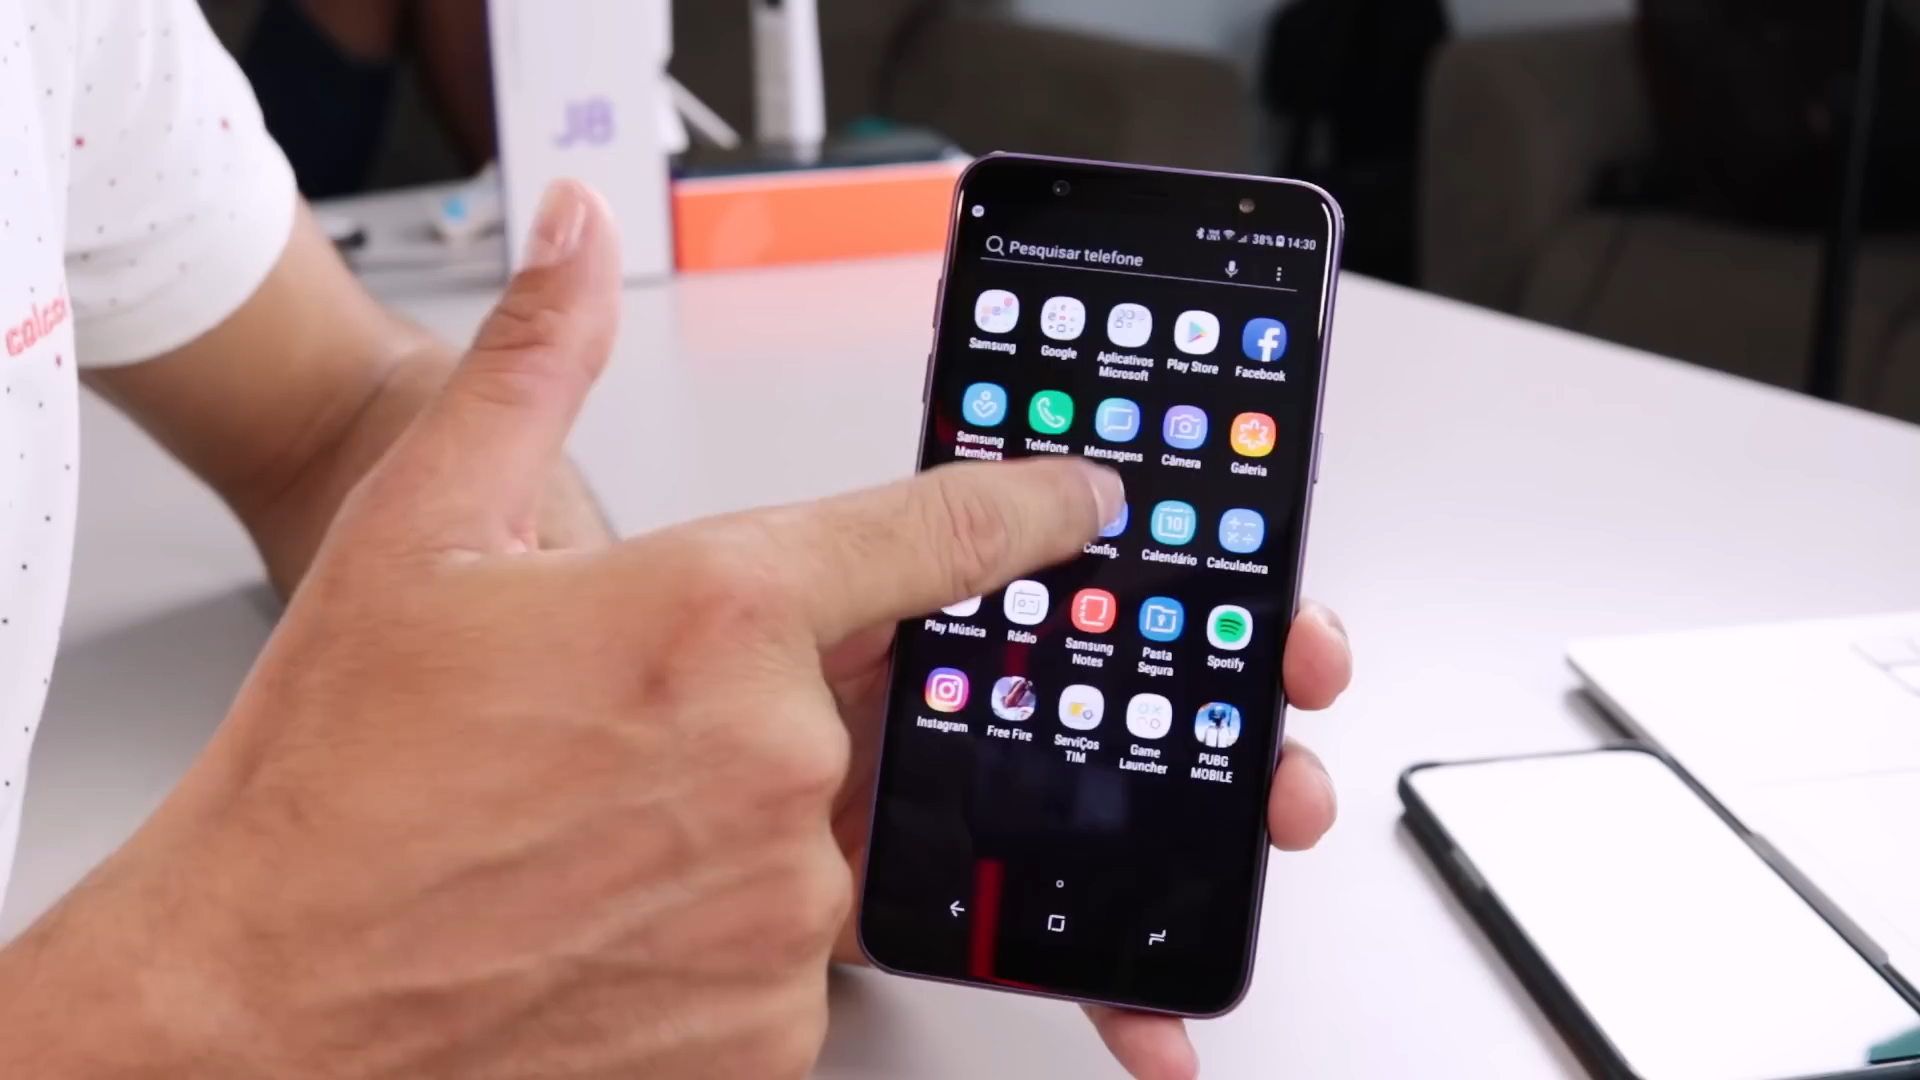 J8
38% 14:30
Pesquisar telefone
Samsung
Google
Aplicativos
Microsoft
Play Store
Facebook
Samsung
Members
Telefone
Mensagens
Câmera
Galeria
Config.
10
Calendário
Calculadora
Play Música
Rádio
Samsung
Notes
Pasta
Segura
Spotify
Instagram
Free Fire
ServiÇos
TIM
Game
Launcher
PUBG
MOBILE